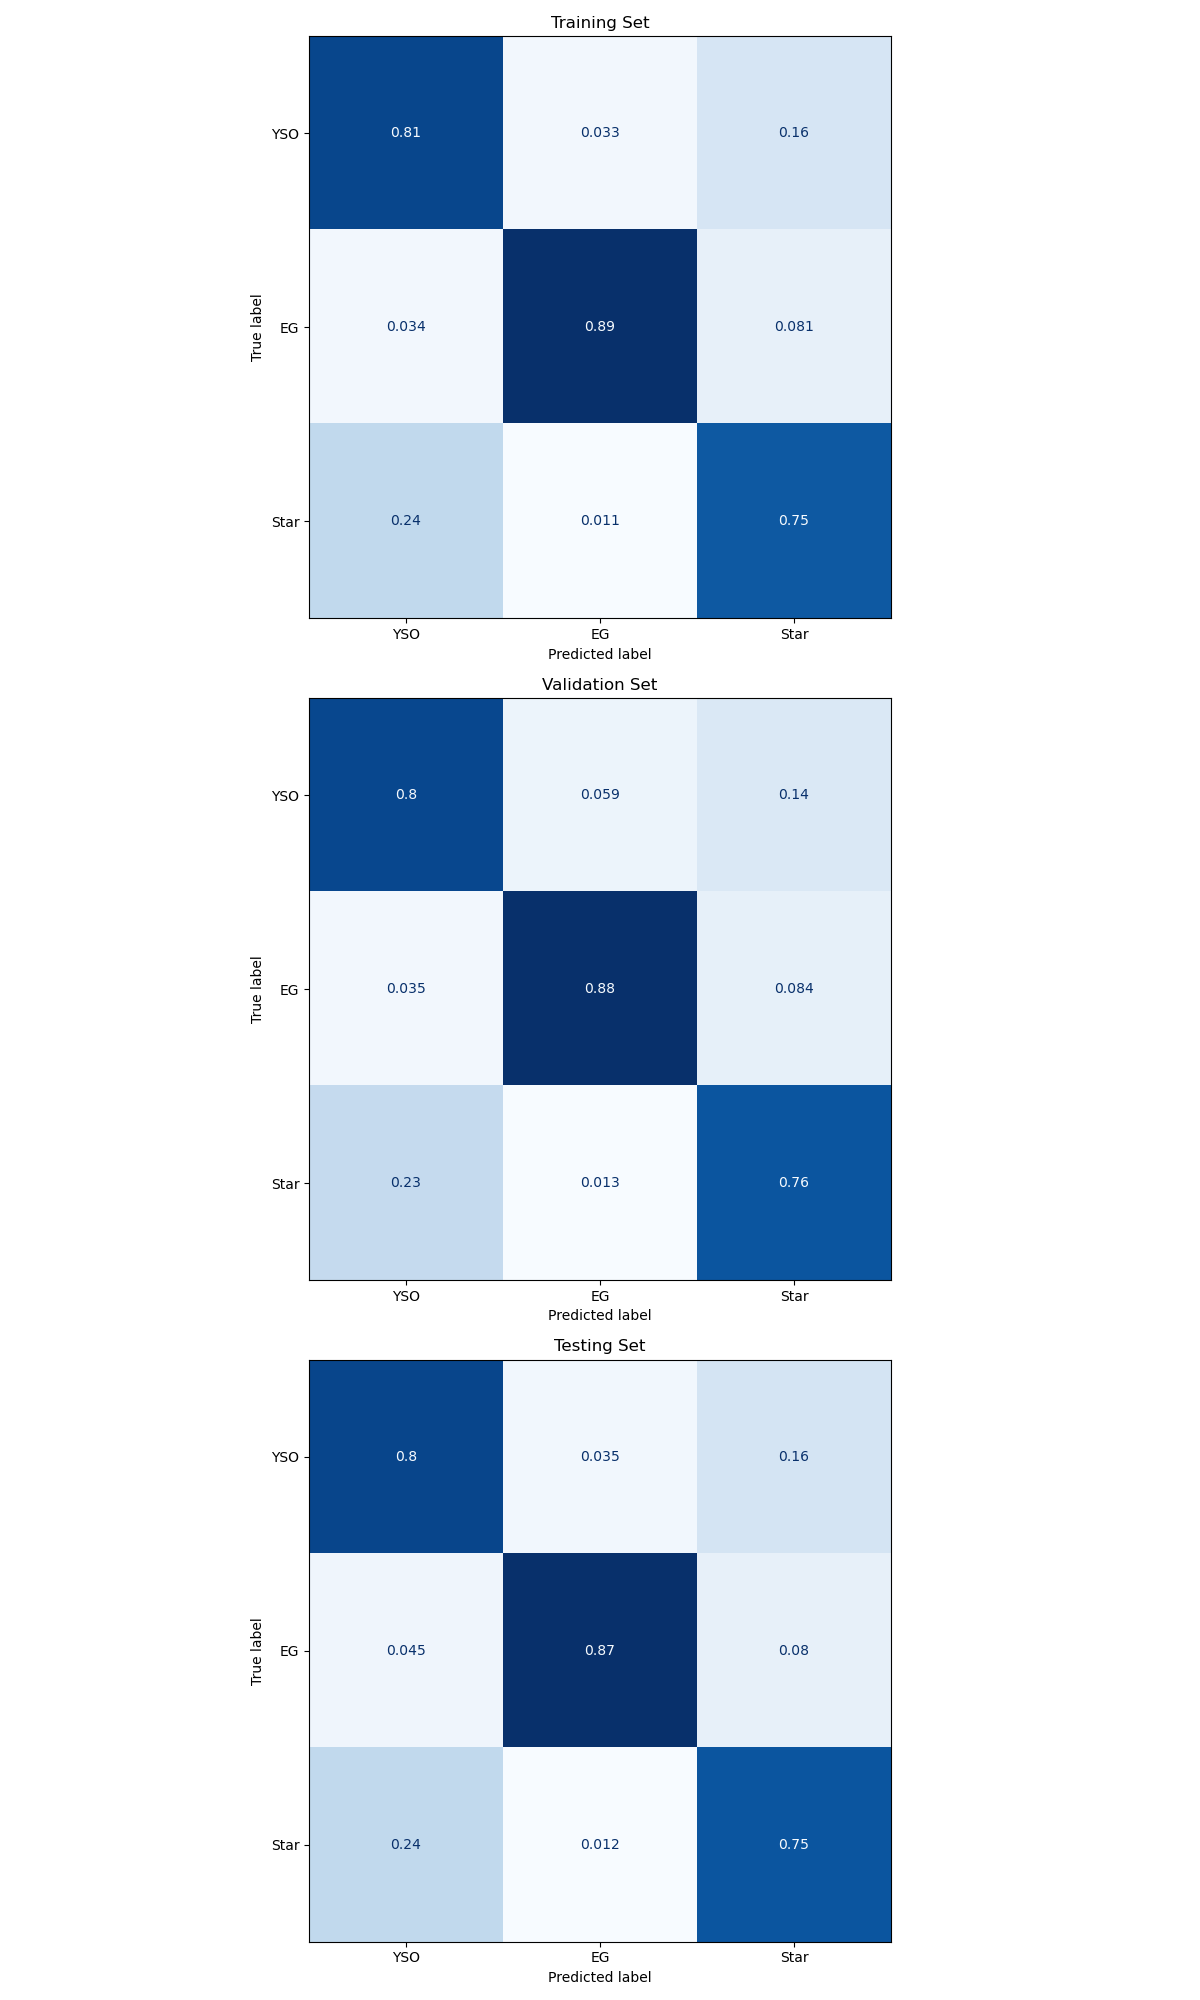 Training Set
YSO
0.81
0.033
0.16
True label
EG
0.034
0.89
0.081
Star
0.24
0.011
0.75
YSO
EG
Star
Predicted label
Validation Set
YSO
0.8
0.059
0.14
True label
EG
0.035
0.88
0.084
Star
0.23
0.013
0.76
YSO
EG
Star
Predicted label
Testing Set
YSO
0.8
0.035
0.16
True label
EG
0.045
0.87
0.08
Star
0.24
0.012
0.75
YSO
EG
Star
Predicted label